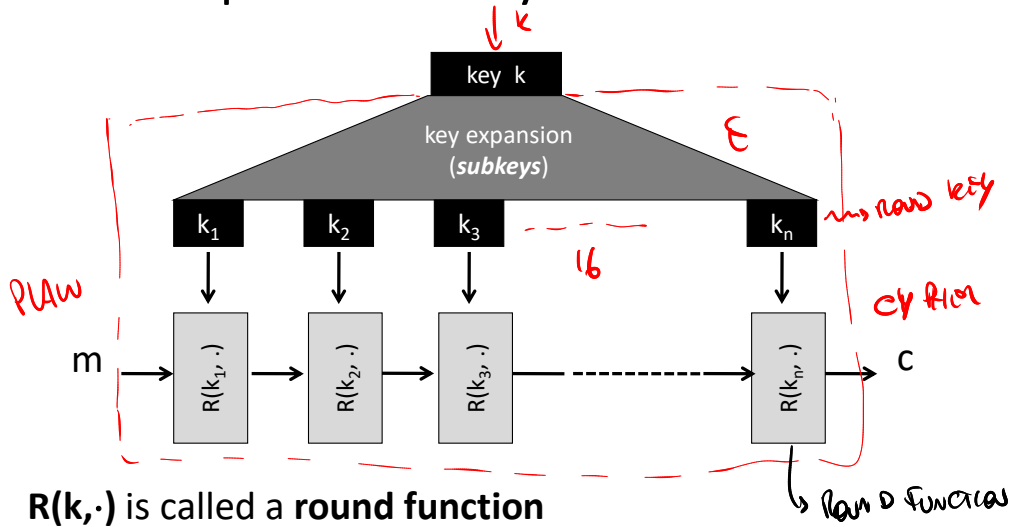 k
key k
key expansion
(subkeys)
E
k1 k2 k3 kn
round key
16
PLAIN
m
R(k1, .) R(k2, .) R(k3, .) R(kn, .)
c
R(k,·) is called a round function
ROUND FUNCTION